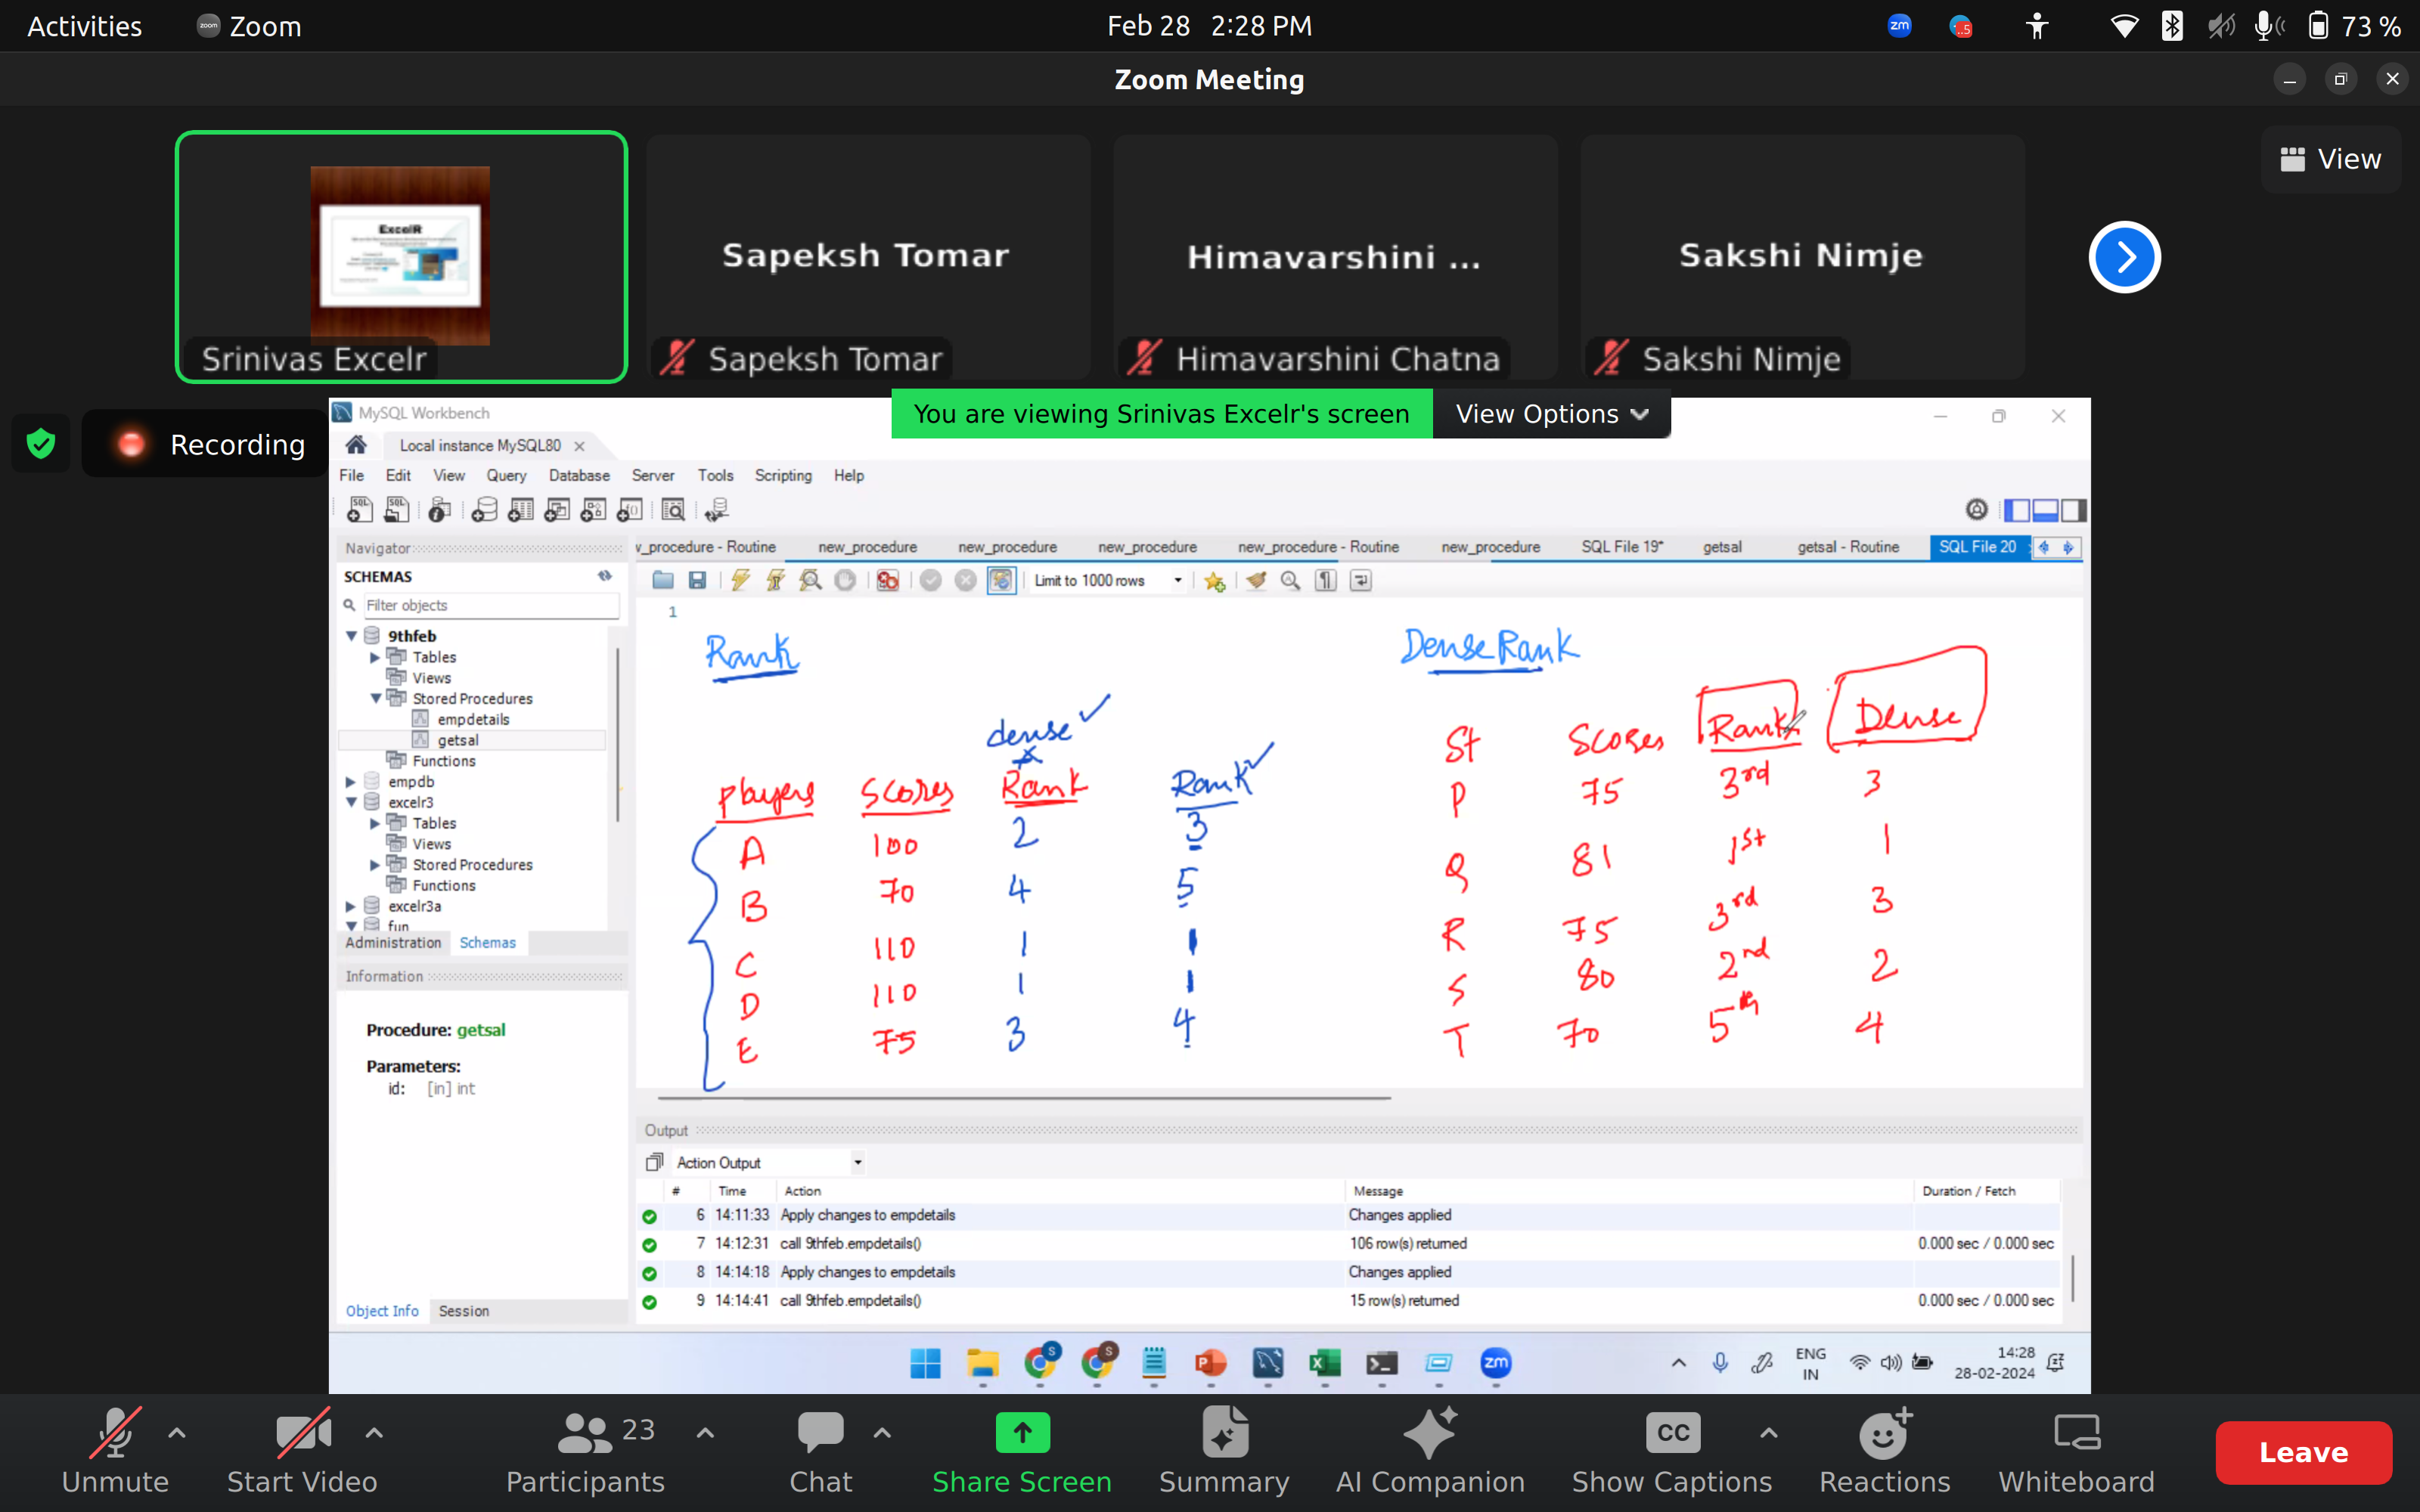 Activities Zoom Feb 28 2:28 PM 73 %
Zoom Meeting
View
ExcelR
Sapeksh Tomar Himavarshini ... Sakshi Nimje
Srinivas Excelr Sapeksh Tomar Himavarshini Chatna Sakshi Nimje
You are viewing Srinivas Excelr's screen View Options
Recording
MySQL Workbench
Local instance MySQL80
File Edit View Query Database Server Tools Scripting Help
Navigator
v_procedure - Routine new_procedure new_procedure new_procedure new_procedure - Routine new_procedure SQL File 19* getsal getsal - Routine SQL File 20
SCHEMAS
Limit to 1000 rows
Filter objects
9thfeb
Tables
Views
Stored Procedures
empdetails
getsal
Functions
empdb
excelr3
Tables
Views
Stored Procedures
Functions
excelr3a
fun
Administration Schemas
Information
Procedure: getsal
Parameters:
id: [in] int
Object Info Session
1
Rank
dense
Players Scores Rank Rank
A 100 2 3
B 70 4 5
C 110 1 1
D 110 1 1
E 75 3 4
Dense Rank
St Scores Rank Dense
P 75 3rd 3
Q 81 1st 1
R 75 3rd 3
S 80 2nd 2
T 70 5th 4
Output
Action Output
# Time Action Message Duration / Fetch
6 14:11:33 Apply changes to empdetails Changes applied
7 14:12:31 call 9thfeb.empdetails() 106 row(s) returned 0.000 sec / 0.000 sec
8 14:14:18 Apply changes to empdetails Changes applied
9 14:14:41 call 9thfeb.empdetails() 15 row(s) returned 0.000 sec / 0.000 sec
ENG
IN
14:28
28-02-2024
23
CC
Unmute Start Video Participants Chat Share Screen Summary AI Companion Show Captions Reactions Whiteboard Leave